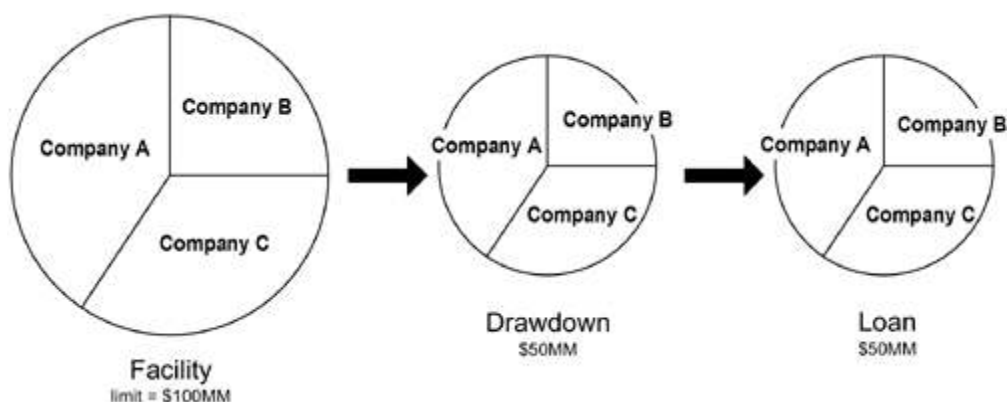 Company A
Company B
Company C
Facility
limit = $100MM
Company A
Company B
Company C
Drawdown
$50MM
Company A
Company B
Company C
Loan
$50MM